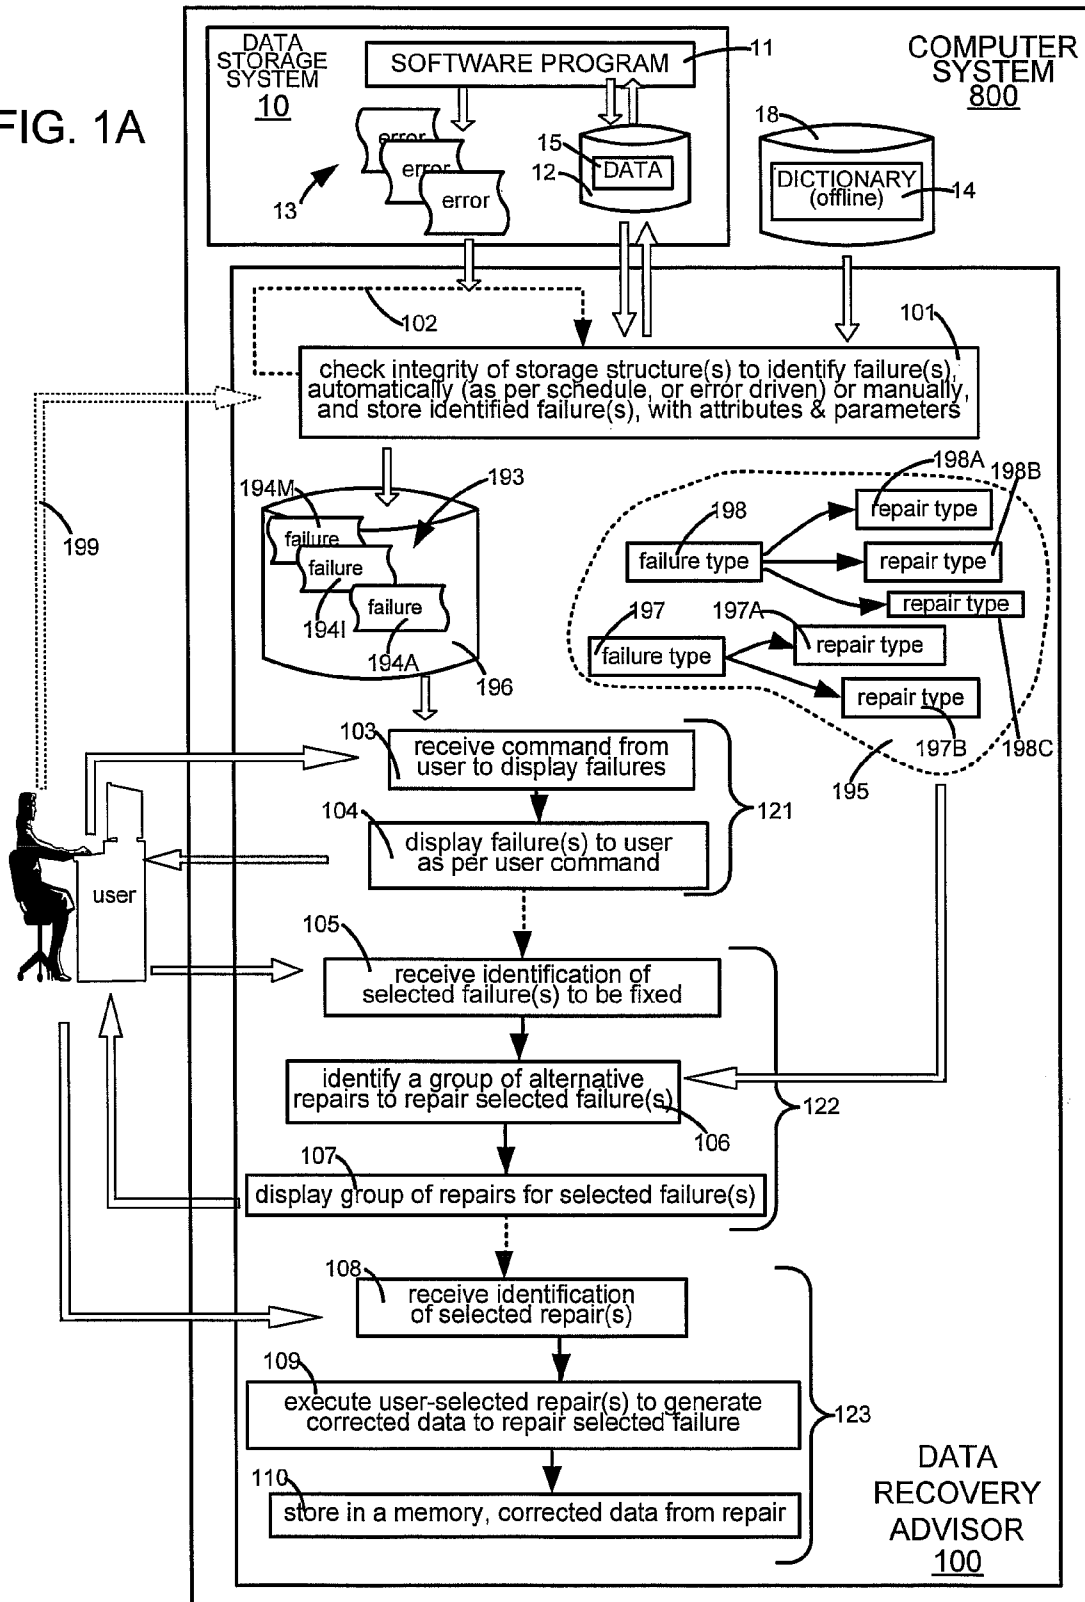 FIG. 1A
DATA
STORAGE
SYSTEM
10
SOFTWARE PROGRAM
11
COMPUTER
SYSTEM
800
error
error
error
13
15
12
DATA
18
DICTIONARY
(offline)
14
102
101
check integrity of storage structure(s) to identify failure(s),
automatically (as per schedule, or error driven) or manually,
and store identified failure(s), with attributes & parameters
199
194M
193
failure
failure
failure
194I
194A
196
198A
198B
198
repair type
failure type
repair type
repair type
197
197A
failure type
repair type
repair type
197B
198C
195
103
receive command from
user to display failures
104
display failure(s) to user
as per user command
121
user
105
receive identification of
selected failure(s) to be fixed
identify a group of alternative
repairs to repair selected failure(s)
106
122
107
display group of repairs for selected failure(s)
108
receive identification
of selected repair(s)
109
execute user-selected repair(s) to generate
corrected data to repair selected failure
123
110
store in a memory, corrected data from repair
DATA
RECOVERY
ADVISOR
100